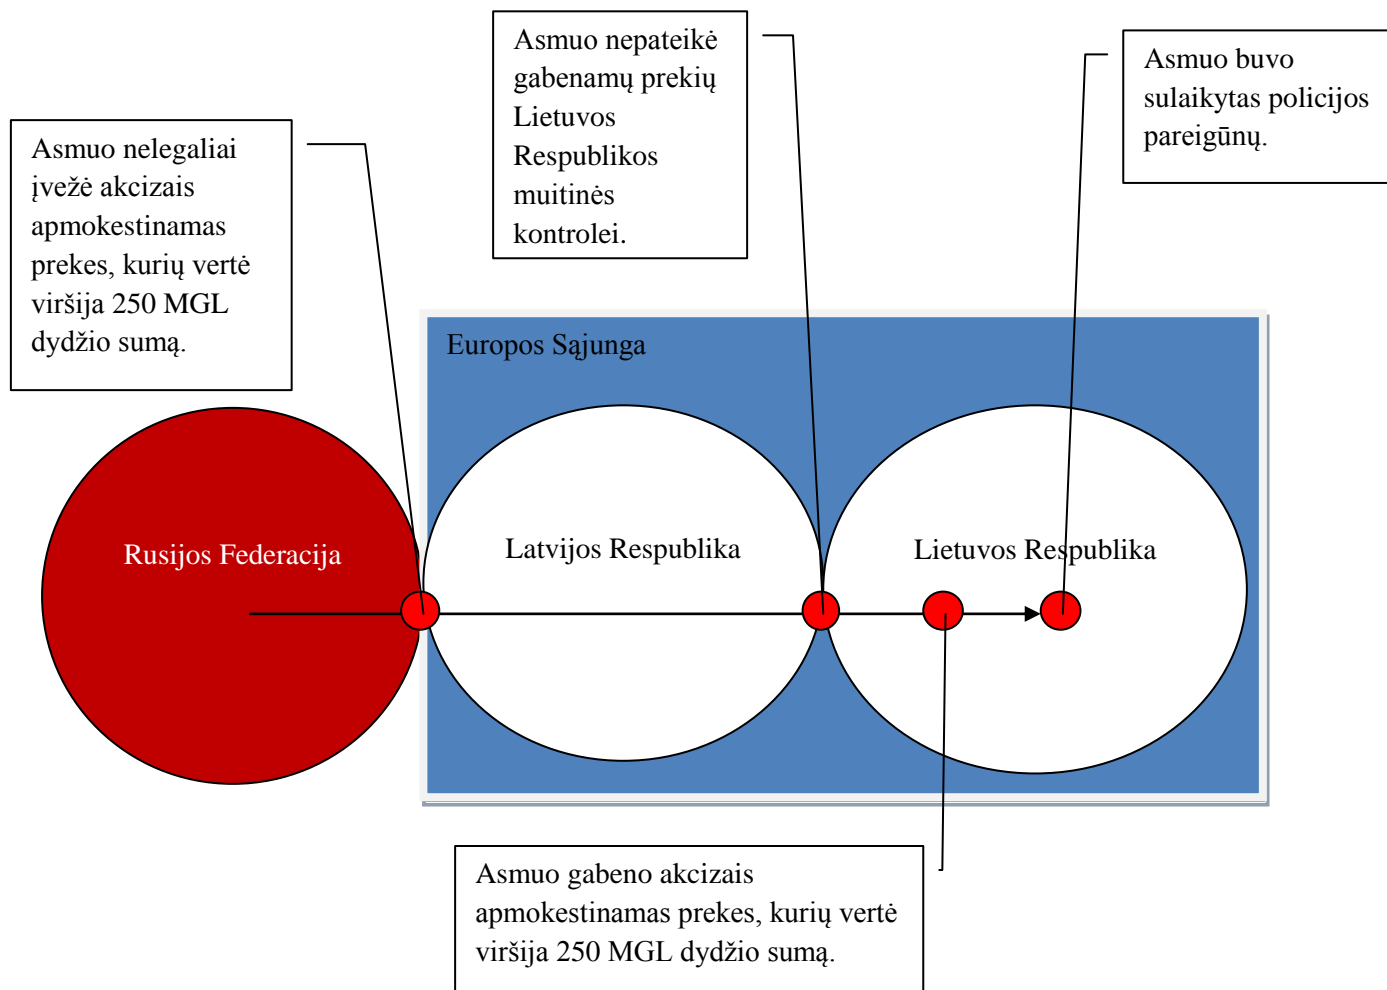 Asmuo nelegaliai
įvežė akcizais
apmokestinamas
prekes, kurių vertė
viršija 250 MGL
dydžio sumą.
Asmuo nepateikė
gabenamų prekių
Lietuvos
Respublikos
muitinės
kontrolei.
Asmuo buvo
sulaikytas policijos
pareigūnų.
Europos Sąjunga
Rusijos Federacija
Latvijos Respublika
Lietuvos Respublika
Asmuo gabeno akcizais
apmokestinamas prekes, kurių vertė
viršija 250 MGL dydžio sumą.